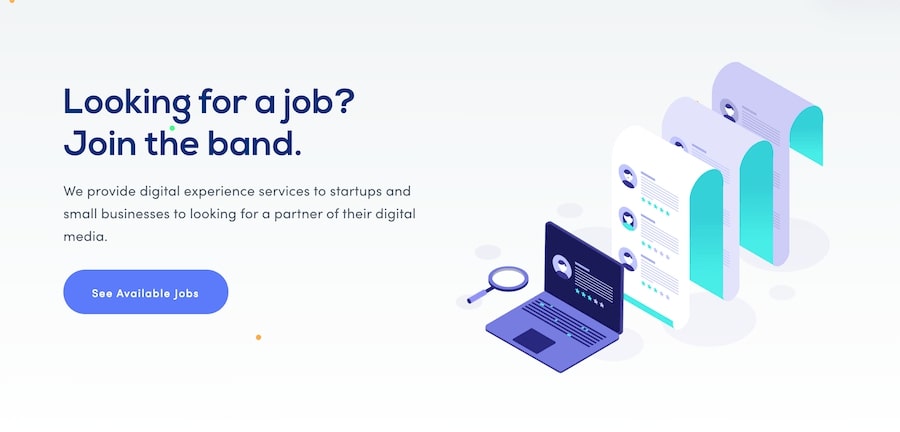 Looking for a job?
Join the band.
We provide digital experience services to startups and
small businesses to looking for a partner of their digital
media.
See Available Jobs